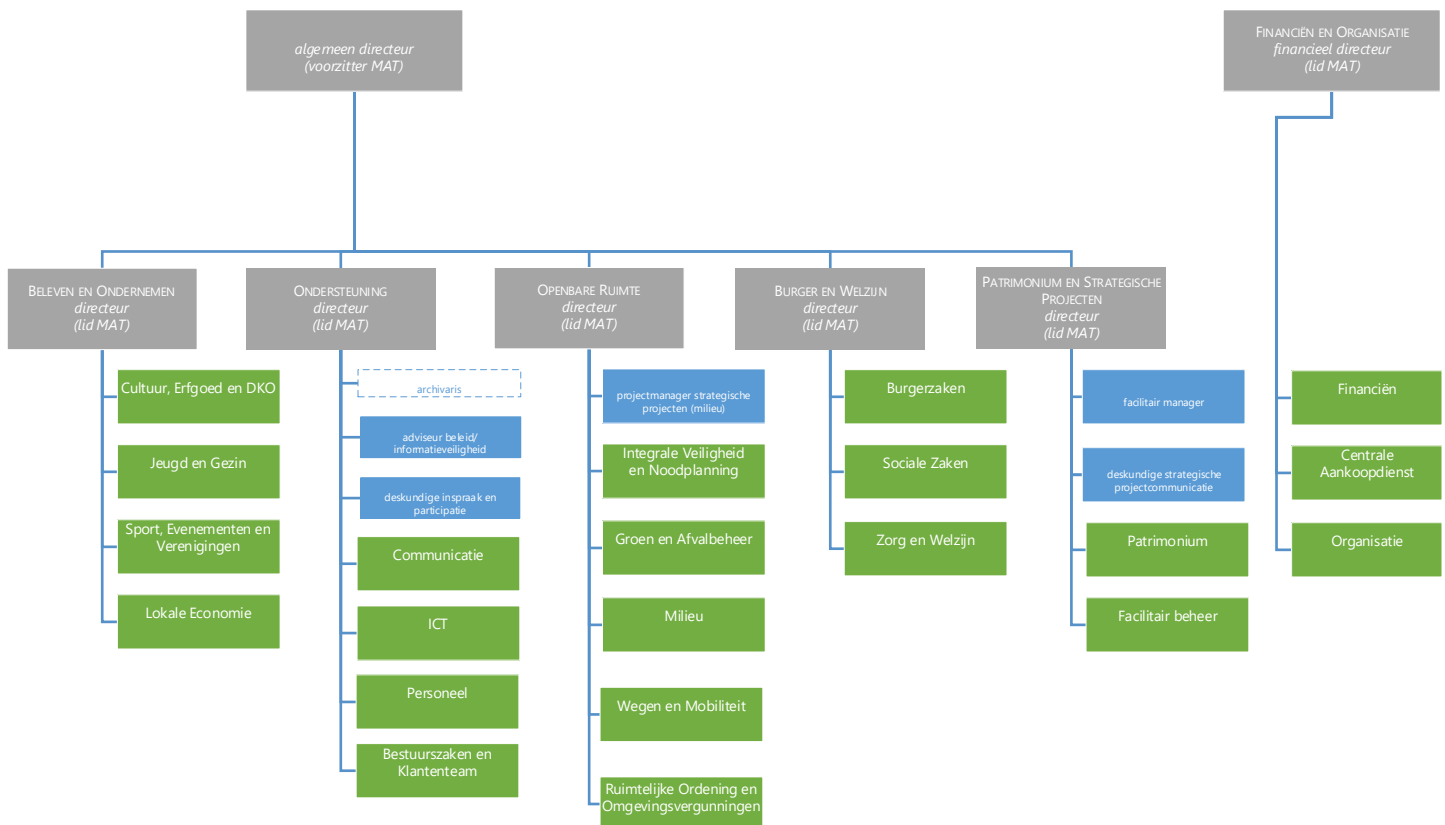 algemeen directeur
(voorzitter MAT)
FINANCIËN EN ORGANISATIE
financieel directeur
(lid MAT)
BELEVEN EN ONDERNEMEN
directeur
(lid MAT)
ONDERSTEUNING
directeur
(lid MAT)
OPENBARE RUIMTE
directeur
(lid MAT)
BURGER EN WELZIJN
directeur
(lid MAT)
PATRIMONIUM EN STRATEGISCHE
PROJECTEN
directeur
(lid MAT)
Cultuur, Erfgoed en DKO
Jeugd en Gezin
Sport, Evenementen en
Verenigingen
Lokale Economie
archivaris
adviseur beleid/
informatieveiligheid
deskundige inspraak en
participatie
Communicatie
ICT
Personeel
Bestuurszaken en
Klantenteam
projectmanager strategische
projecten (milieu)
Integrale Veiligheid
en Noodplanning
Groen en Afvalbeheer
Milieu
Wegen en Mobiliteit
Ruimtelijke Ordening en
Omgevingsvergunningen
Burgerzaken
Sociale Zaken
Zorg en Welzijn
facilitair manager
deskundige strategische
projectcommunicatie
Patrimonium
Facilitair beheer
Financiën
Centrale
Aankoopdienst
Organisatie